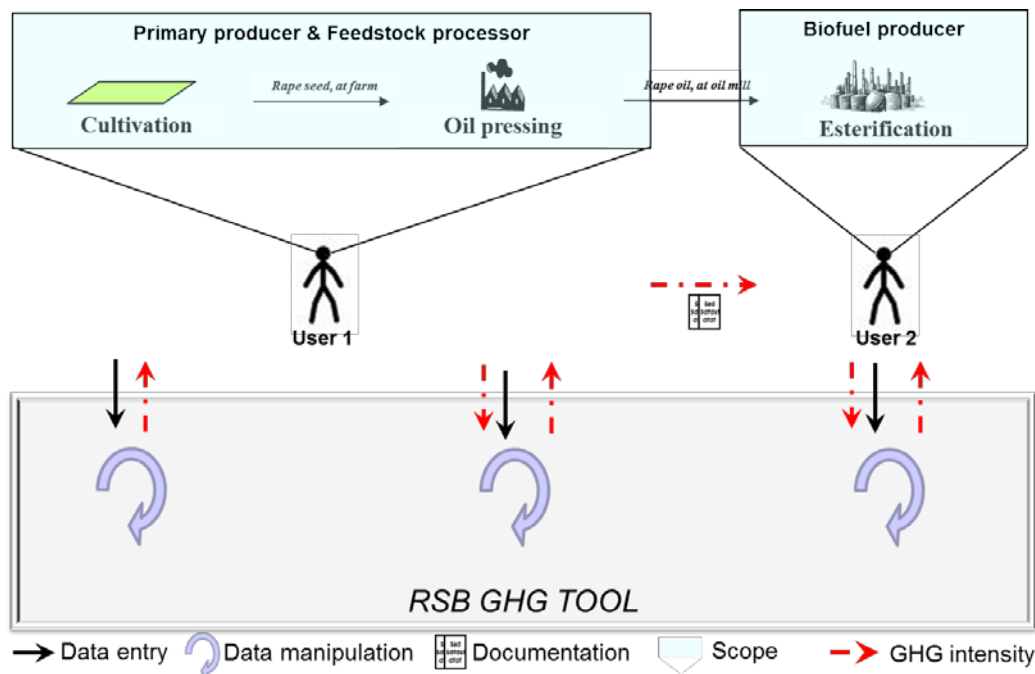 Primary producer & Feedstock processor
Biofuel producer
Rape seed, at farm
Rape oil, at oil mill
Cultivation
Oil pressing
Esterification
User 1
User 2
RSB GHG TOOL
Data entry
Data manipulation
Documentation
Scope
GHG intensity